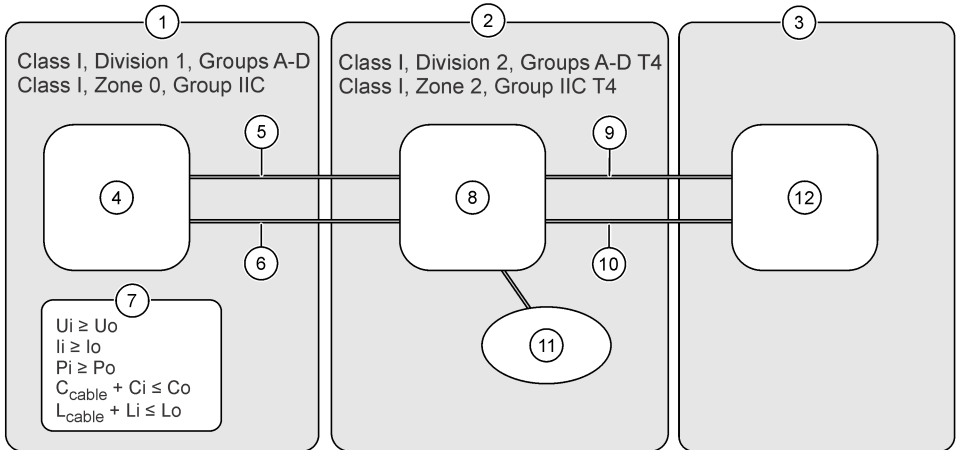 1
2
3
Class I, Division 1, Groups A-D
Class I, Zone 0, Group IIC
Class I, Division 2, Groups A-D T4
Class I, Zone 2, Group IIC T4
5
9
4
8
12
6
10
7
Ui ≥ Uo
Ii ≥ Io
Pi ≥ Po
Ccable + Ci ≤ Co
Lcable + Li ≤ Lo
11